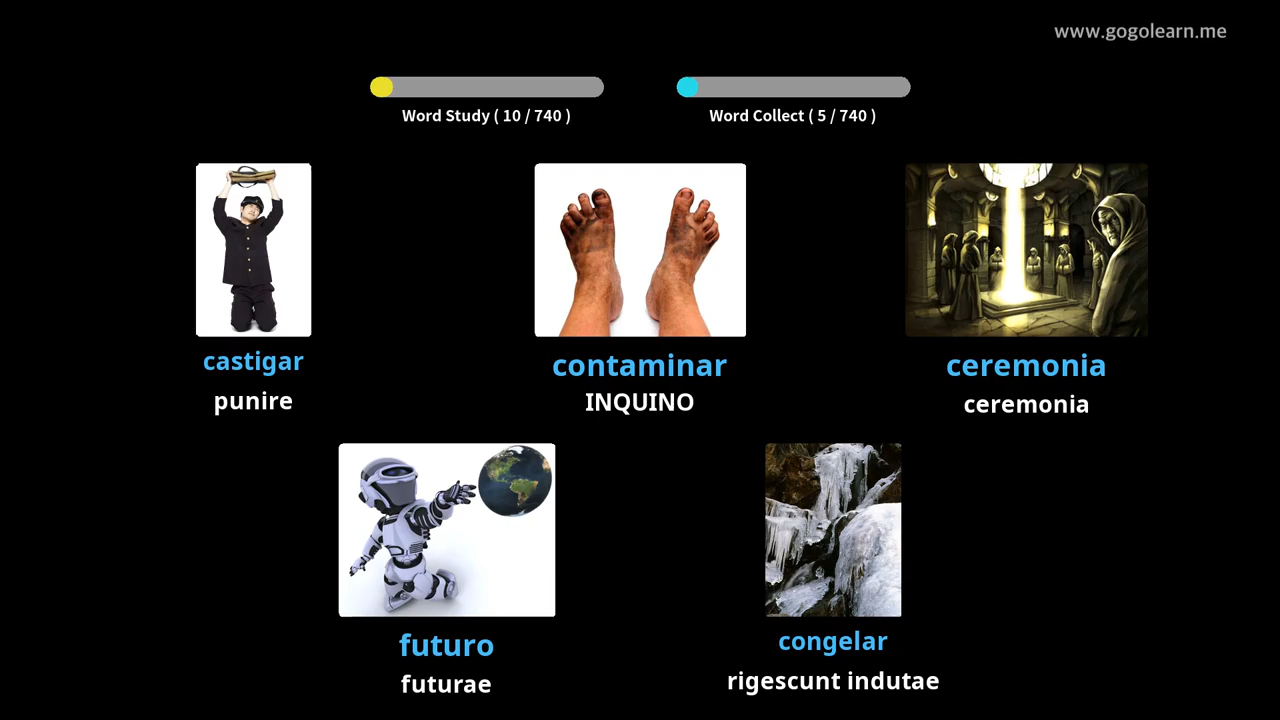 www.gogolearn.me
Word Study ( 10 / 740 )
Word Collect ( 5 / 740 )
castigar
punire
contaminar
INQUINO
ceremonia
ceremonia
futuro
futurae
congelar
rigescunt indutae